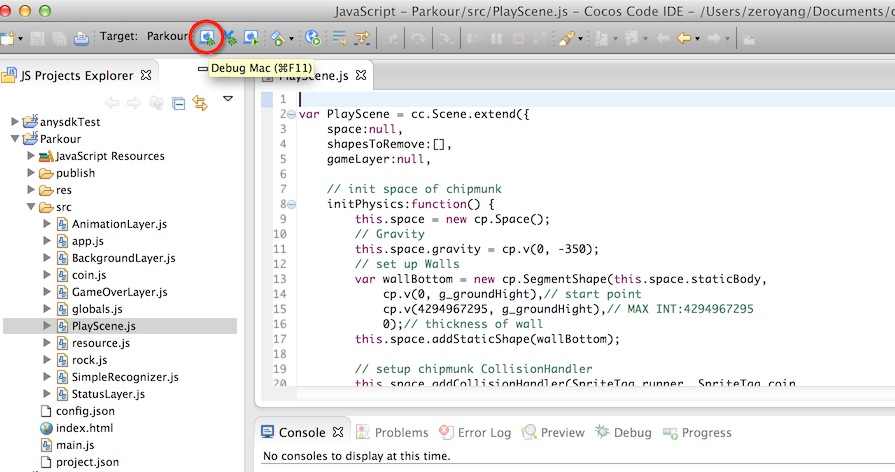 JavaScript – Parkour/src/PlayScene.js – Cocos Code IDE – /Users/zeroyang/Documents/c
Target: Parkour
Debug Mac (⌘F11)
JS Projects Explorer
PlayScene.js
anysdkTest
Parkour
JavaScript Resources
publish
res
src
AnimationLayer.js
app.js
BackgroundLayer.js
coin.js
GameOverLayer.js
globals.js
PlayScene.js
resource.js
rock.js
SimpleRecognizer.js
StatusLayer.js
config.json
index.html
main.js
project.json
1
2 var PlayScene = cc.Scene.extend({
3 space:null,
4 shapesToRemove:[],
5 gameLayer:null,
6
7 // init space of chipmunk
8 initPhysics:function() {
9 this.space = new cp.Space();
10 // Gravity
11 this.space.gravity = cp.v(0, -350);
12 // set up Walls
13 var wallBottom = new cp.SegmentShape(this.space.staticBody,
14 cp.v(0, g_groundHight),// start point
15 cp.v(4294967295, g_groundHight),// MAX INT:4294967295
16 0);// thickness of wall
17 this.space.addStaticShape(wallBottom);
18
19 // setup chipmunk CollisionHandler
20 this.space.addCollisionHandler(SpriteTag.runner, SpriteTag.coin,
Console Problems Error Log Preview Debug Progress
No consoles to display at this time.